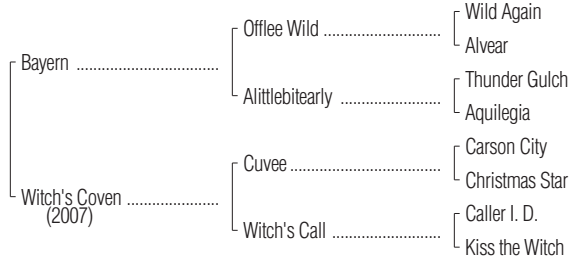 Wild Again
Offlee Wild
Alvear
Bayern
Thunder Gulch
Alittlebitearly
Aquilegia
Carson City
Cuvee
Christmas Star
Witch's Coven
(2007)
Caller I. D.
Witch's Call
Kiss the Witch